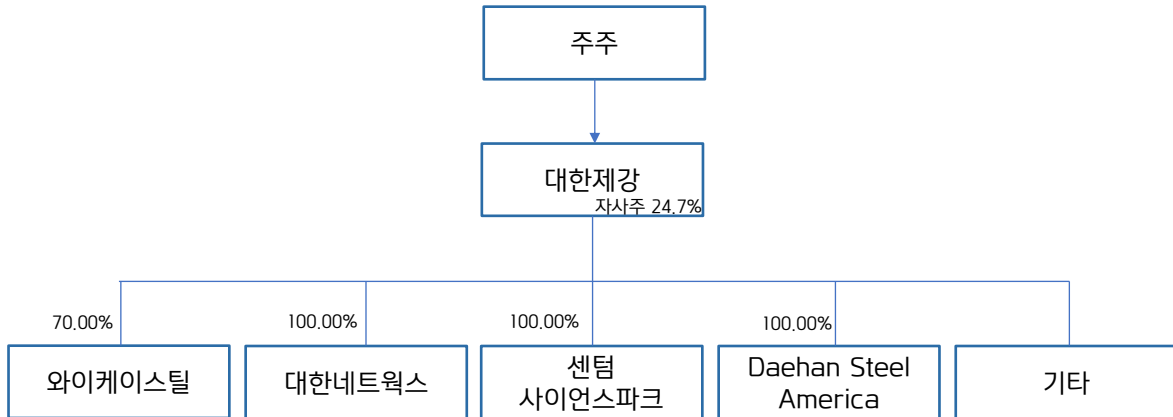 주주
대한제강
자사주 24.7%
70.00%
100.00%
100.00%
100.00%
와이케이스틸
대한네트웍스
센텀
사이언스파크
Daehan Steel
America
기타